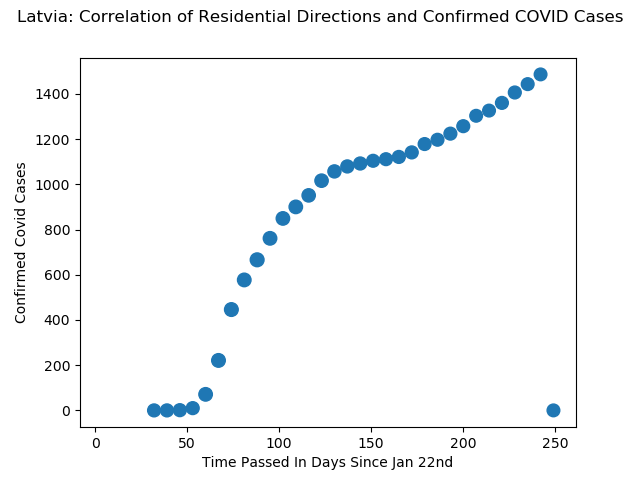 Latvia: Correlation of Residential Directions and Confirmed COVID Cases
1400
1200
1000
800
600
400
200
0
Confirmed Covid Cases
0 50 100 150 200 250
Time Passed In Days Since Jan 22nd